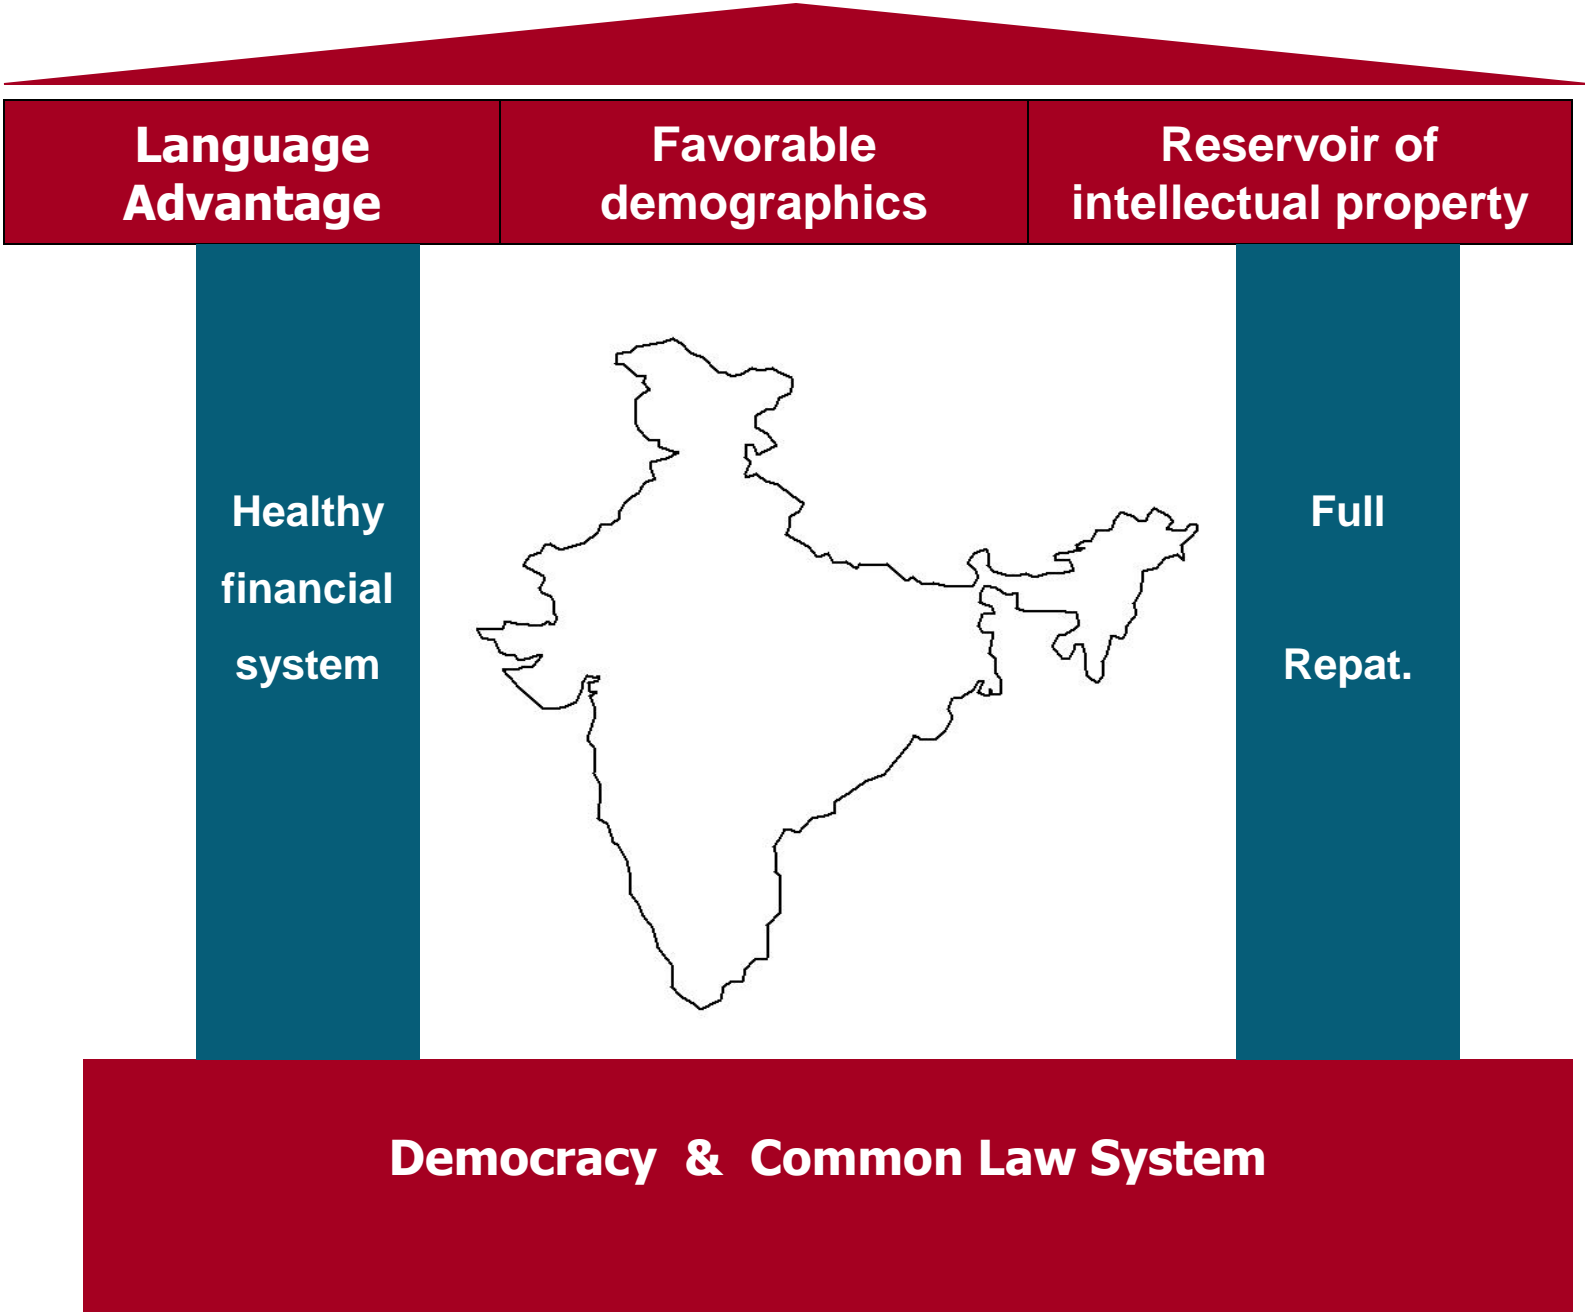 Language
Advantage
Favorable
demographics
Reservoir of
intellectual property
Healthy
financial
system
Full
Repat.
Democracy & Common Law System